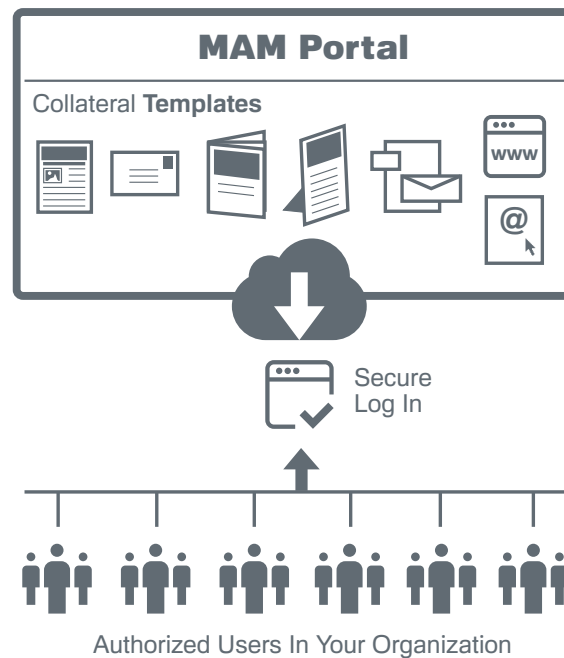 MAM Portal
Collateral Templates
www
@
Secure
Log In
Authorized Users In Your Organization